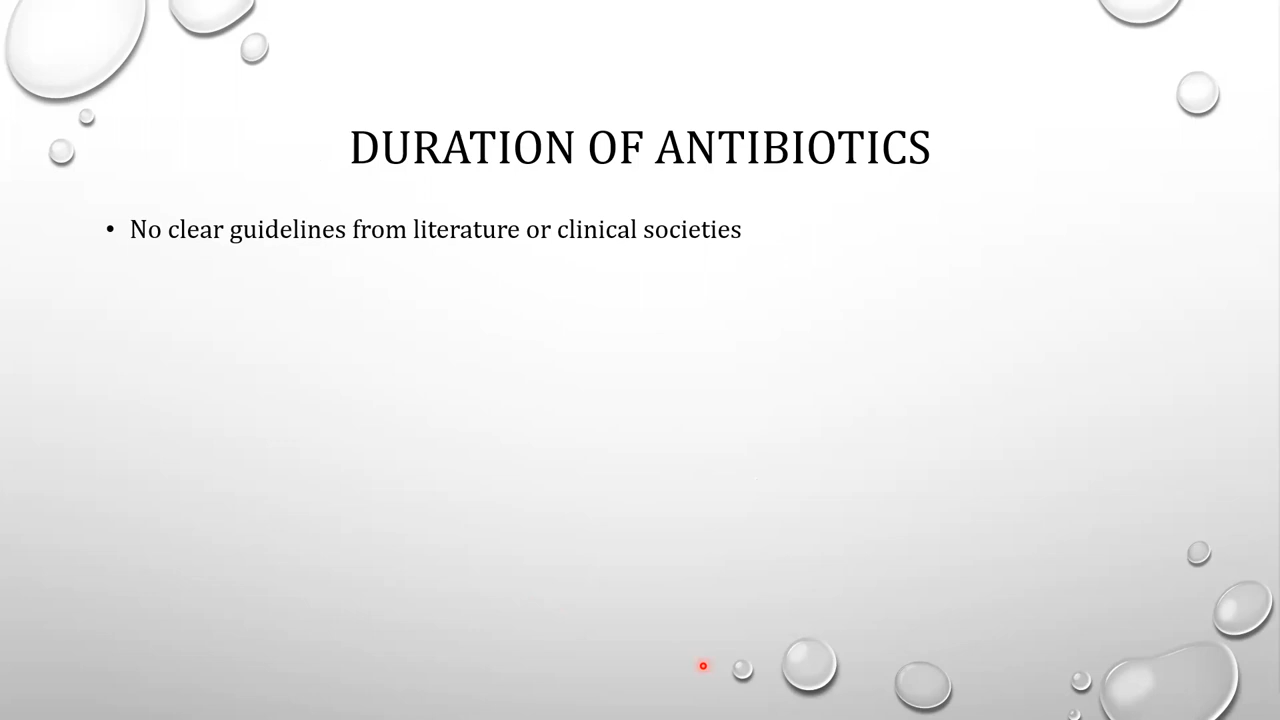 DURATION OF ANTIBIOTICS
• No clear guidelines from literature or clinical societies